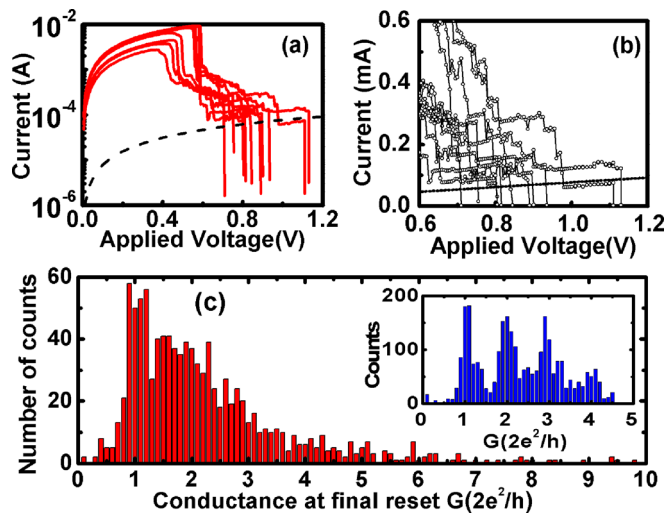 10⁻² (a)
10⁻⁴
10⁻⁶
Current (A)
0.0 0.4 0.8 1.2
Applied Voltage(V)
0.6 (b)
0.4
0.2
0.0
Current (mA)
0.6 0.8 1.0 1.2
Applied Voltage(V)
60 (c)
40
20
0
Number of counts
0 1 2 3 4 5 6 7 8 9 10
Conductance at final reset G(2e²/h)
200
100
0
Counts
0 1 2 3 4 5
G(2e²/h)